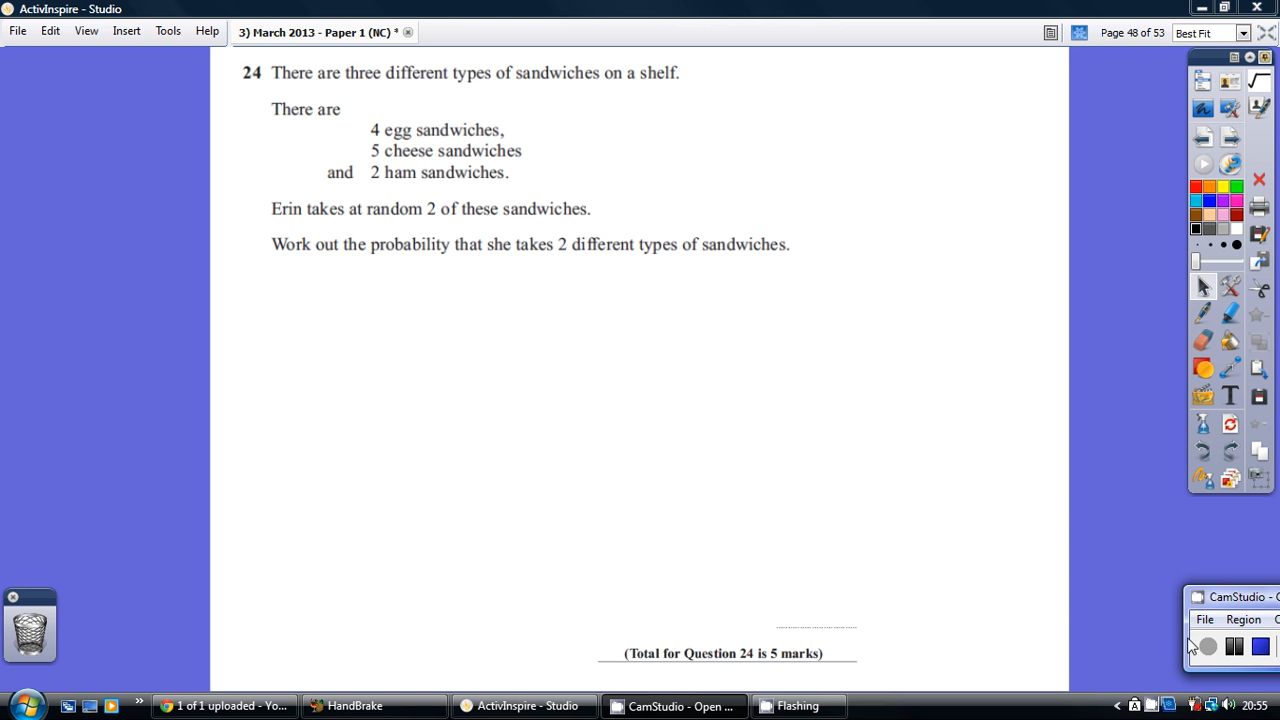 ActivInspire - Studio
File Edit View Insert Tools Help
3) March 2013 - Paper 1 (NC) *
Page 48 of 53
Best Fit
24 There are three different types of sandwiches on a shelf.
There are
4 egg sandwiches,
5 cheese sandwiches
and 2 ham sandwiches.
Erin takes at random 2 of these sandwiches.
Work out the probability that she takes 2 different types of sandwiches.
(Total for Question 24 is 5 marks)
CamStudio - 
File Region
1 of 1 uploaded - Yo...
HandBrake
ActivInspire - Studio
CamStudio - Open ...
Flashing
20:55